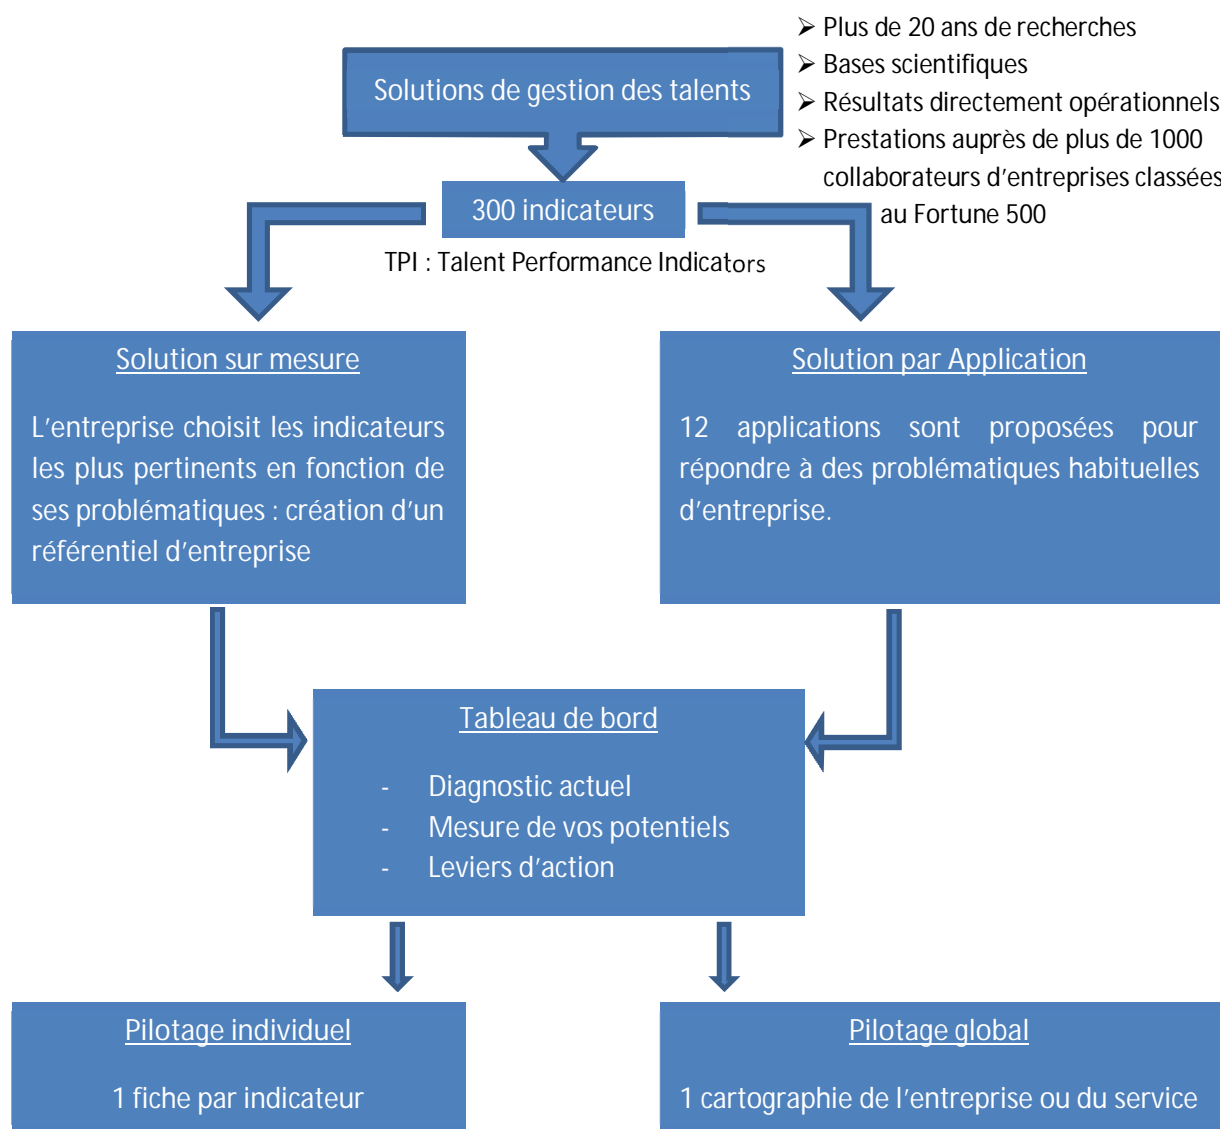 ➢ Plus de 20 ans de recherches
➢ Bases scientifiques
➢ Résultats directement opérationnels
➢ Prestations auprès de plus de 1000
collaborateurs d'entreprises classées
au Fortune 500
Solutions de gestion des talents
300 indicateurs
TPI : Talent Performance Indicators
Solution sur mesure
L'entreprise choisit les indicateurs
les plus pertinents en fonction de
ses problématiques : création d'un
référentiel d'entreprise
Solution par Application
12 applications sont proposées pour
répondre à des problématiques habituelles
d'entreprise.
Tableau de bord
- Diagnostic actuel
- Mesure de vos potentiels
- Leviers d'action
Pilotage individuel
1 fiche par indicateur
Pilotage global
1 cartographie de l'entreprise ou du service